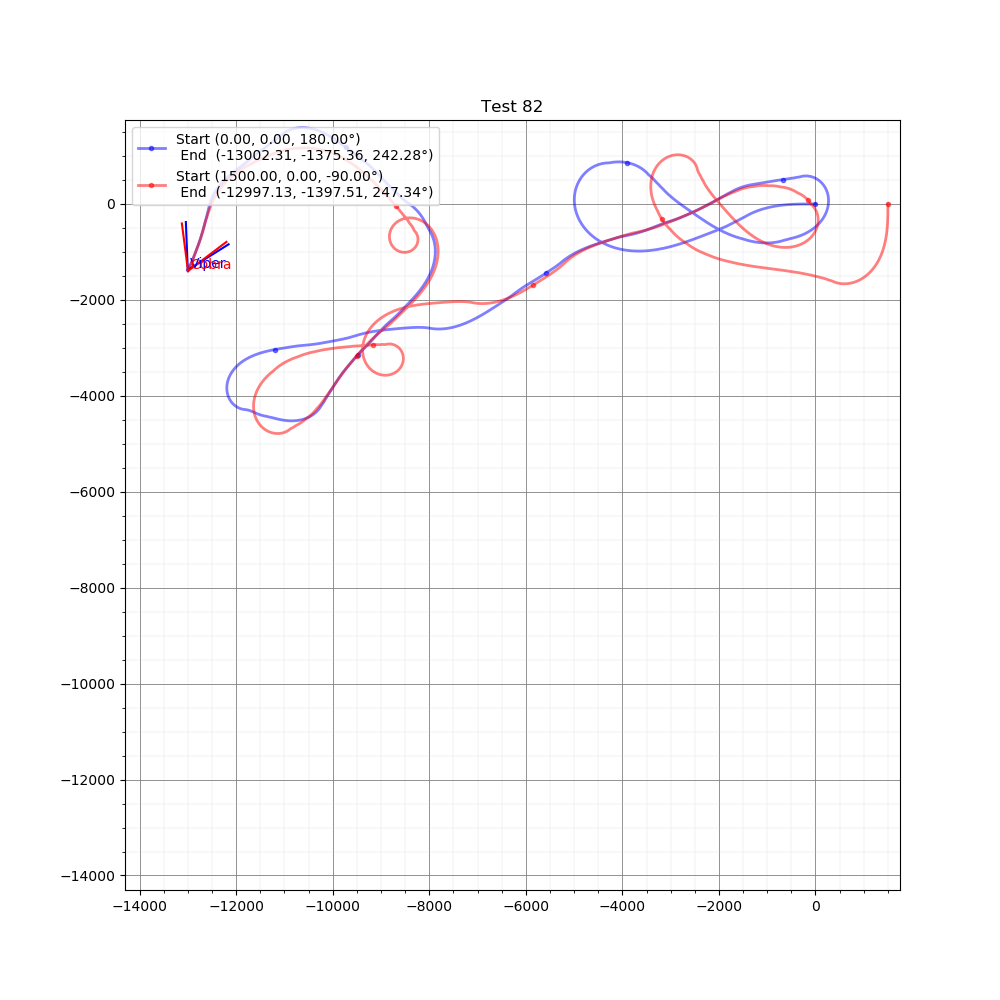 Test 82
Start (0.00, 0.00, 180.00°)
End (-13002.31, -1375.36, 242.28°)
Start (1500.00, 0.00, -90.00°)
End (-12997.13, -1397.51, 247.34°)
0
−2000
−4000
−6000
−8000
−10000
−12000
−14000
−14000 −12000 −10000 −8000 −6000 −4000 −2000 0